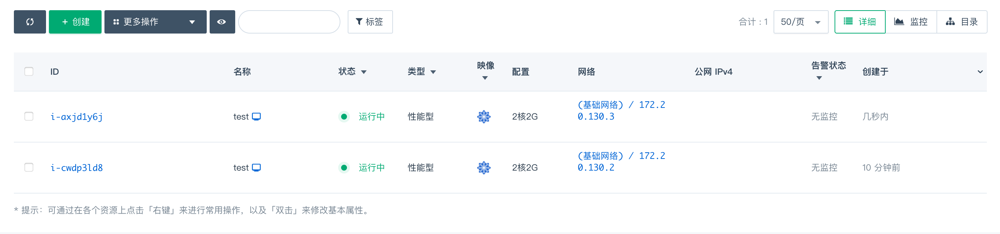 + 创建 更多操作 标签 合计 : 1 50/页 详细 监控 目录
ID 名称 状态 类型 映像 配置 网络 公网 IPv4 告警状态 创建于
i-axjd1y6j test 运行中 性能型 2核2G (基础网络) / 172.2 无监控 几秒内
0.130.3
i-cwdp3ld8 test 运行中 性能型 2核2G (基础网络) / 172.2 无监控 10 分钟前
0.130.2
* 提示：可通过在各个资源上点击「右键」来进行常用操作，以及「双击」来修改基本属性。